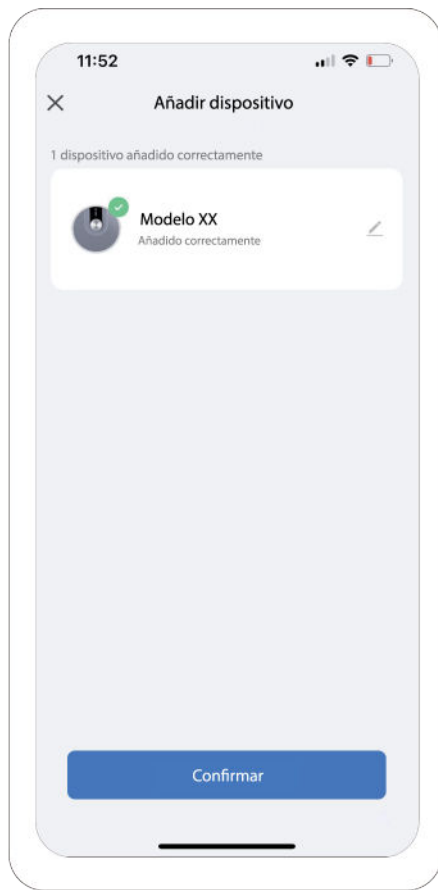 11:52
Añadir dispositivo
1 dispositivo añadido correctamente
Modelo XX
Añadido correctamente
Confirmar